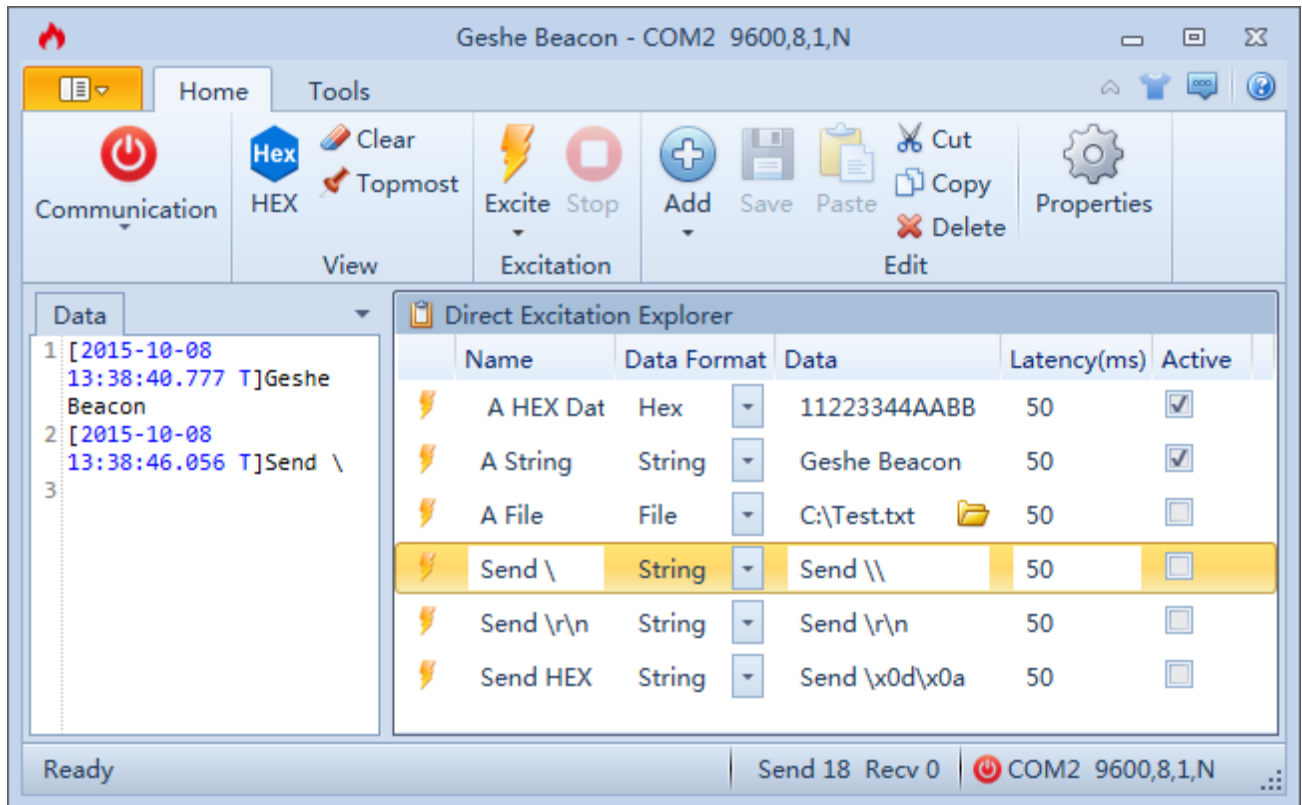 Geshe Beacon - COM2 9600,8,1,N
Home Tools
Communication
Hex
HEX
Clear
Topmost
View
Excite Stop
Excitation
Add Save Paste
Cut
Copy
Delete
Edit
Properties
Data
1 [2015-10-08
13:38:40.777 T]Geshe
Beacon
2 [2015-10-08
13:38:46.056 T]Send \
3
Direct Excitation Explorer
Name Data Format Data Latency(ms) Active
A HEX Dat Hex 11223344AABB 50
A String String Geshe Beacon 50
A File File C:\Test.txt 50
Send \ String Send \\ 50
Send \r\n String Send \r\n 50
Send HEX String Send \x0d\x0a 50
Ready Send 18 Recv 0 COM2 9600,8,1,N